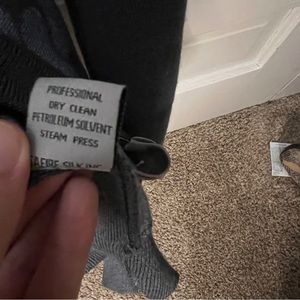 PROFESSIONAL
DRY CLEAN
PETROLEUM SOLVENT
STEAM PRESS